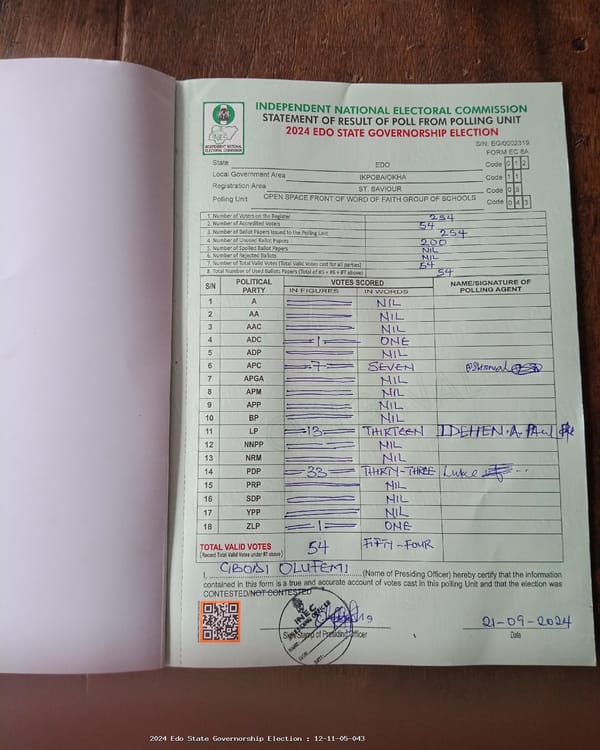 INDEPENDENT NATIONAL ELECTORAL COMMISSION
STATEMENT OF RESULT OF POLL FROM POLLING UNIT
2024 EDO STATE GOVERNORSHIP ELECTION
S/N: EGI0002319
FORM EC 8A
INDEPENDENT NATIONAL ELECTORAL COMMISSION
State EDO Code 0 1 2
Local Government Area IKPOBA/OKHA Code 1 1
Registration Area ST. SAVIOUR Code 0 5
Polling Unit OPEN SPACE FRONT OF WORD OF FAITH GROUP OF SCHOOLS Code 0 4 3
1. Number of Voters on the Register 254
2. Number of Accredited Voters 54
3. Number of Ballot Papers Issued to the Polling Unit 254
4. Number of Unused Ballot Papers 200
5. Number of Spoiled Ballot Papers NIL
6. Number of Rejected Ballots NIL
7. Number of Total Valid Votes (Total Valid Votes cast for all parties) 54
8. Total Number of Used Ballots Papers (Total of #5 + #6 + #7 above) 54
S/N POLITICAL PARTY VOTES SCORED NAME/SIGNATURE OF POLLING AGENT
IN FIGURES IN WORDS
1 A NIL
2 AA NIL
3 AAC NIL
4 ADC 1 ONE
5 ADP NIL
6 APC 7 SEVEN
7 APGA NIL
8 APM NIL
9 APP NIL
10 BP NIL
11 LP 13 THIRTEEN IDEHEN.A.PAUL
12 NNPP NIL
13 NRM NIL
14 PDP 33 THIRTY-THREE Luke
15 PRP NIL
16 SDP NIL
17 YPP NIL
18 ZLP 1 ONE
TOTAL VALID VOTES 54 FIFTY-FOUR
(Record Total Valid Votes under #7 above)
I, GBOBI OLUFEMI (Name of Presiding Officer) hereby certify that the information
contained in this form is a true and accurate account of votes cast in this polling Unit and that the election was
CONTESTED/NOT CONTESTED
INEC
Sign/Stamp of Presiding Officer
21-09-2024
Date
2024 Edo State Governorship Election : 12-11-05-043